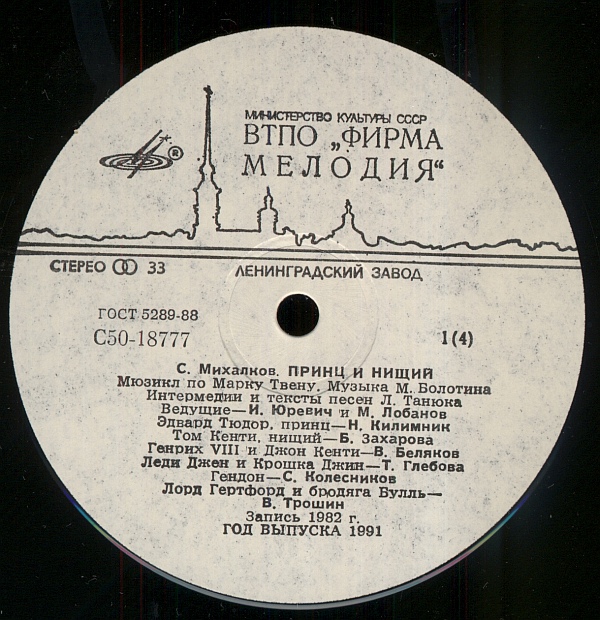 МИНИСТЕРСТВО КУЛЬТУРЫ СССР
ВТПО „ФИРМА
МЕЛОДИЯ“
®
СТЕРЕО 33
ЛЕНИНГРАДСКИЙ ЗАВОД
ГОСТ 5289-88
С50-18777
1(4)
С. Михалков. ПРИНЦ И НИЩИЙ
Мюзикл по Марку Твену. Музыка М. Болотина
Интермедии и тексты песен Л. Танюка
Ведущие—И. Юревич и М. Лобанов
Эдвард Тюдор, принц—Н. Килимник
Том Кенти, нищий—Б. Захарова
Генрих VIII и Джон Кенти—В. Беляков
Леди Джен и Крошка Джин—Т. Глебова
Гендон—С. Колесников
Лорд Гертфорд и бродяга Булль—
В. Трошин
Запись 1982 г.
ГОД ВЫПУСКА 1991